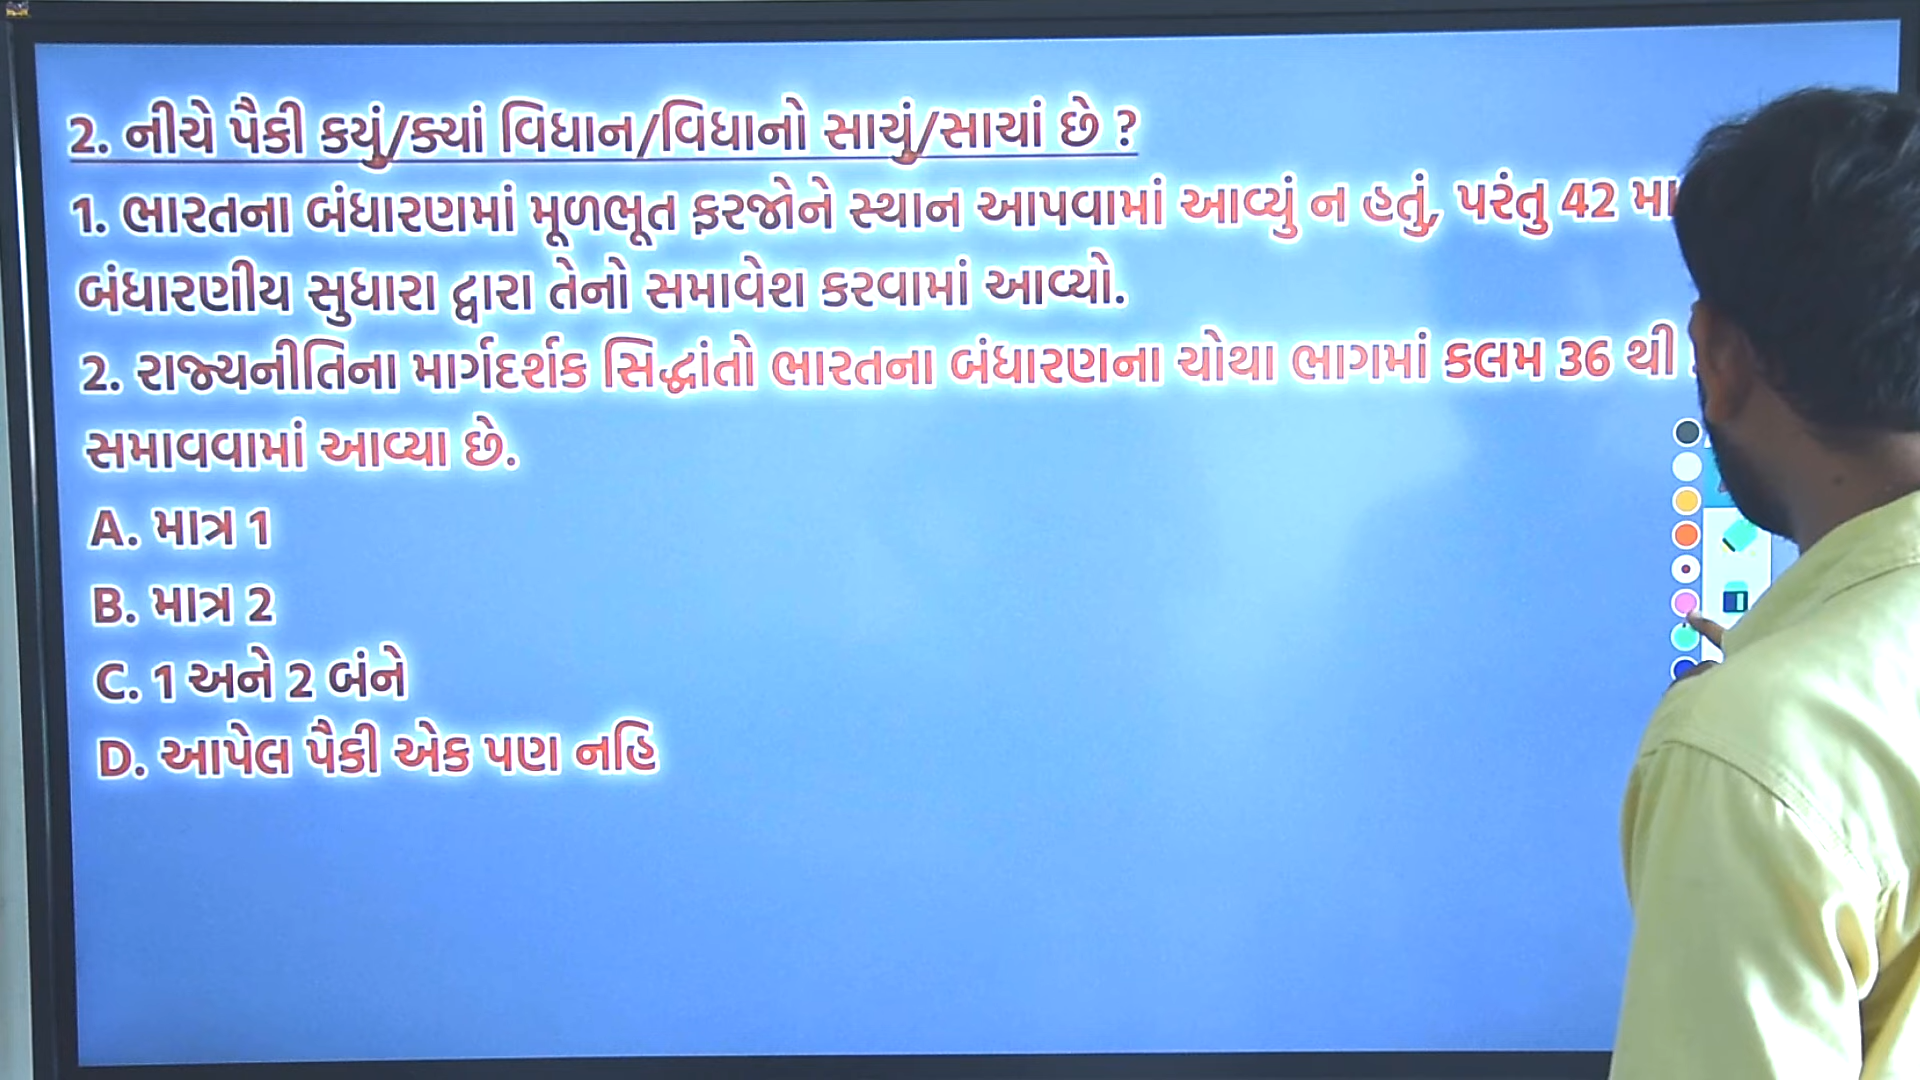 2. નીચે પૈકી કયું/ક્યાં વિધાન/વિધાનો સાચું/સાચાં છે ?
1. ભારતના બંધારણમાં મૂળભૂત ફરજોને સ્થાન આપવામાં આવ્યું ન હતું, પરંતુ 42 મા
બંધારણીય સુધારા દ્વારા તેનો સમાવેશ કરવામાં આવ્યો.
2. રાજ્યનીતિના માર્ગદર્શક સિદ્ધાંતો ભારતના બંધારણના ચોથા ભાગમાં કલમ 36 થી
સમાવવામાં આવ્યા છે.
A. માત્ર 1
B. માત્ર 2
C. 1 અને 2 બંને
D. આપેલ પૈકી એક પણ નહિ